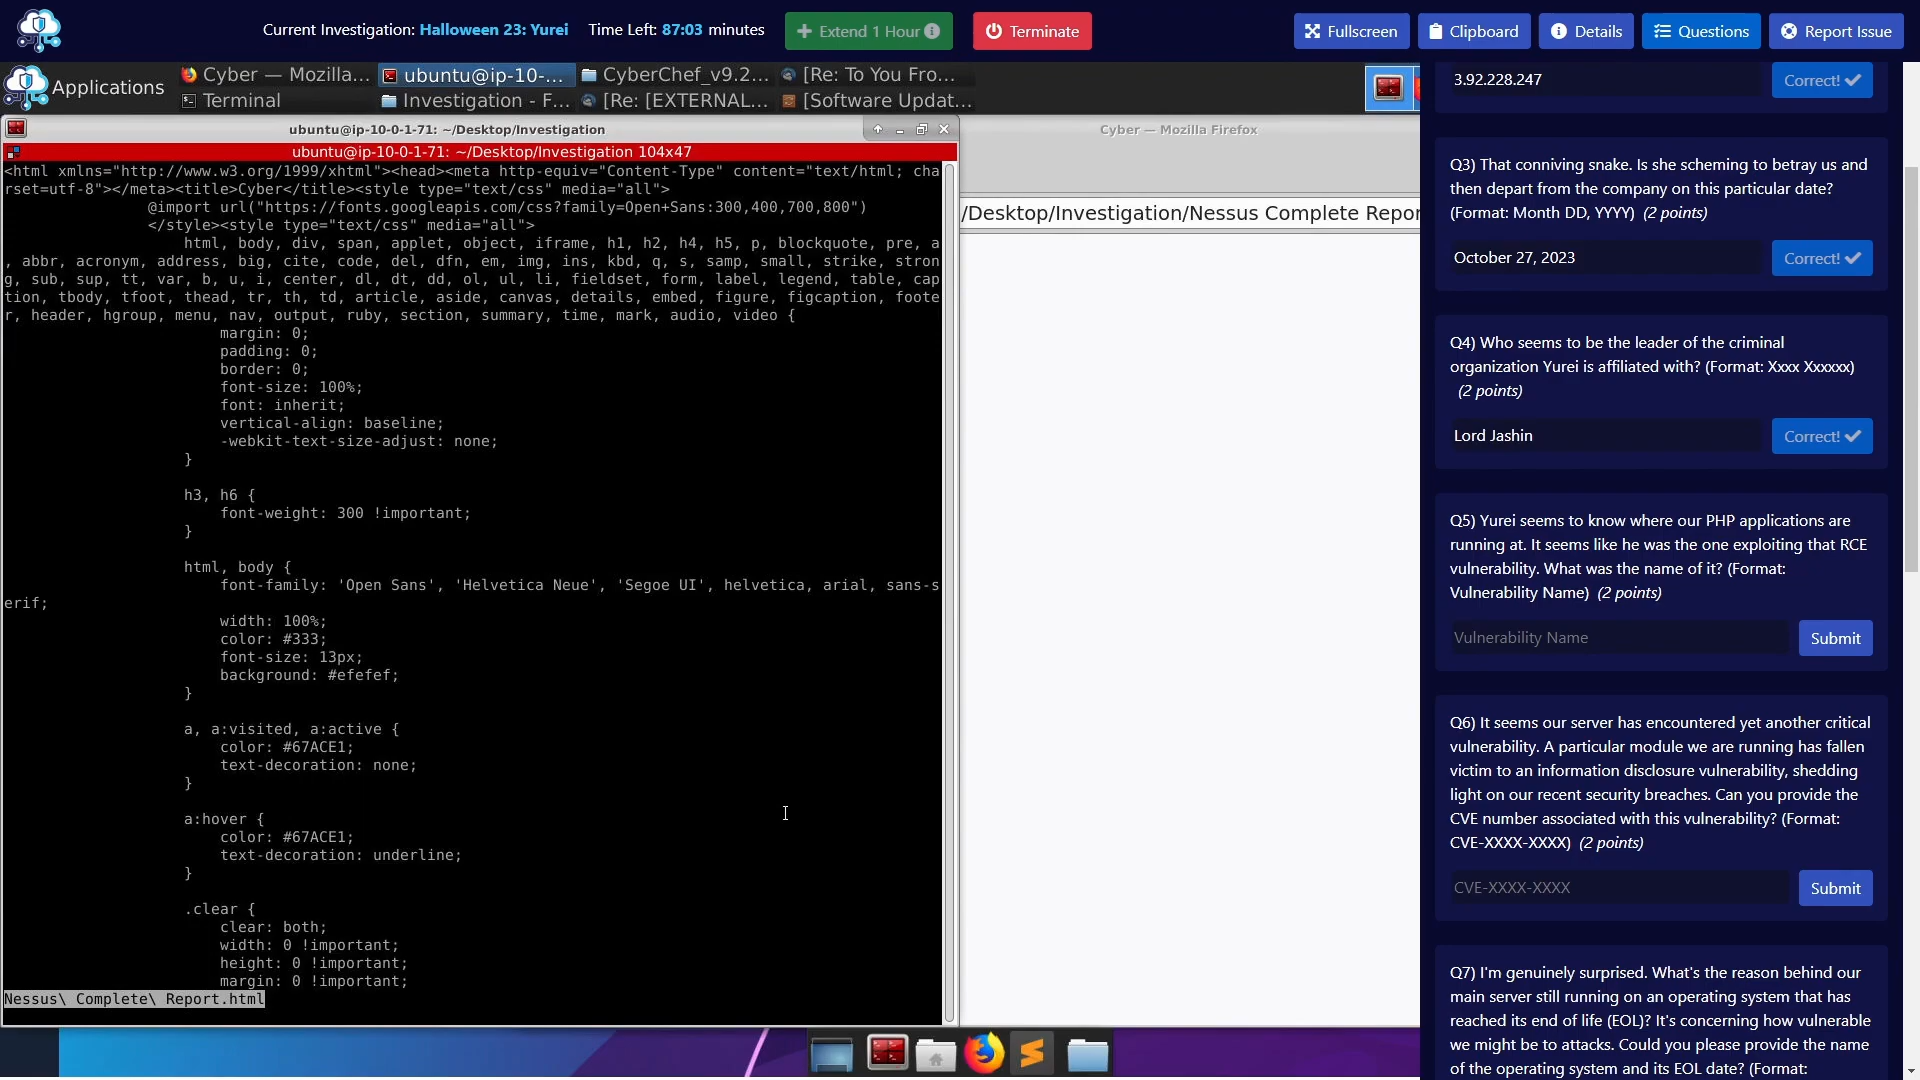 Current Investigation: Halloween 23: Yurei
Time Left: 87:03 minutes
Extend 1 Hour
Terminate
Fullscreen
Clipboard
Details
Questions
Report Issue
Applications
Cyber — Mozilla...
ubuntu@ip-10-...
CyberChef_v9.2...
[Re: To You Fro...
Terminal
Investigation - F...
[Re: [EXTERNAL...
[Software Updat...
ubuntu@ip-10-0-1-71: ~/Desktop/Investigation
ubuntu@ip-10-0-1-71: ~/Desktop/Investigation 104x47
<html xmlns="http://www.w3.org/1999/xhtml"><head><meta http-equiv="Content-Type" content="text/html; cha
rset=utf-8"></meta><title>Cyber</title><style type="text/css" media="all">
@import url("https://fonts.googleapis.com/css?family=Open+Sans:300,400,700,800")
</style><style type="text/css" media="all">
html, body, div, span, applet, object, iframe, h1, h2, h4, h5, p, blockquote, pre, a
, abbr, acronym, address, big, cite, code, del, dfn, em, img, ins, kbd, q, s, samp, small, strike, stron
g, sub, sup, tt, var, b, u, i, center, dl, dt, dd, ol, ul, li, fieldset, form, label, legend, table, cap
tion, tbody, tfoot, thead, tr, th, td, article, aside, canvas, details, embed, figure, figcaption, foote
r, header, hgroup, menu, nav, output, ruby, section, summary, time, mark, audio, video {
margin: 0;
padding: 0;
border: 0;
font-size: 100%;
font: inherit;
vertical-align: baseline;
-webkit-text-size-adjust: none;
}
h3, h6 {
font-weight: 300 !important;
}
html, body {
font-family: 'Open Sans', 'Helvetica Neue', 'Segoe UI', helvetica, arial, sans-s
erif;
width: 100%;
color: #333;
font-size: 13px;
background: #efefef;
}
a, a:visited, a:active {
color: #67ACE1;
text-decoration: none;
}
a:hover {
color: #67ACE1;
text-decoration: underline;
}
.clear {
clear: both;
width: 0 !important;
height: 0 !important;
margin: 0 !important;
Nessus\ Complete\ Report.html
Cyber — Mozilla Firefox
/Desktop/Investigation/Nessus Complete Repor
3.92.228.247
Correct!
Q3) That conniving snake. Is she scheming to betray us and
then depart from the company on this particular date?
(Format: Month DD, YYYY) (2 points)
October 27, 2023
Correct!
Q4) Who seems to be the leader of the criminal
organization Yurei is affiliated with? (Format: Xxxx Xxxxxx)
(2 points)
Lord Jashin
Correct!
Q5) Yurei seems to know where our PHP applications are
running at. It seems like he was the one exploiting that RCE
vulnerability. What was the name of it? (Format:
Vulnerability Name) (2 points)
Vulnerability Name
Submit
Q6) It seems our server has encountered yet another critical
vulnerability. A particular module we are running has fallen
victim to an information disclosure vulnerability, shedding
light on our recent security breaches. Can you provide the
CVE number associated with this vulnerability? (Format:
CVE-XXXX-XXXX) (2 points)
CVE-XXXX-XXXX
Submit
Q7) I'm genuinely surprised. What's the reason behind our
main server still running on an operating system that has
reached its end of life (EOL)? It's concerning how vulnerable
we might be to attacks. Could you please provide the name
of the operating system and its EOL date? (Format: